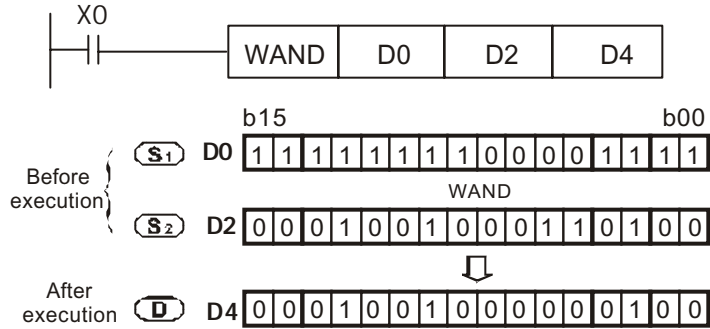 X0
WAND D0 D2 D4
b15 b00
Before execution
S1 D0 1 1 1 1 1 1 1 1 0 0 0 0 1 1 1 1
WAND
S2 D2 0 0 0 1 0 0 1 0 0 0 1 1 0 1 0 0
After execution
D D4 0 0 0 1 0 0 1 0 0 0 0 0 0 1 0 0